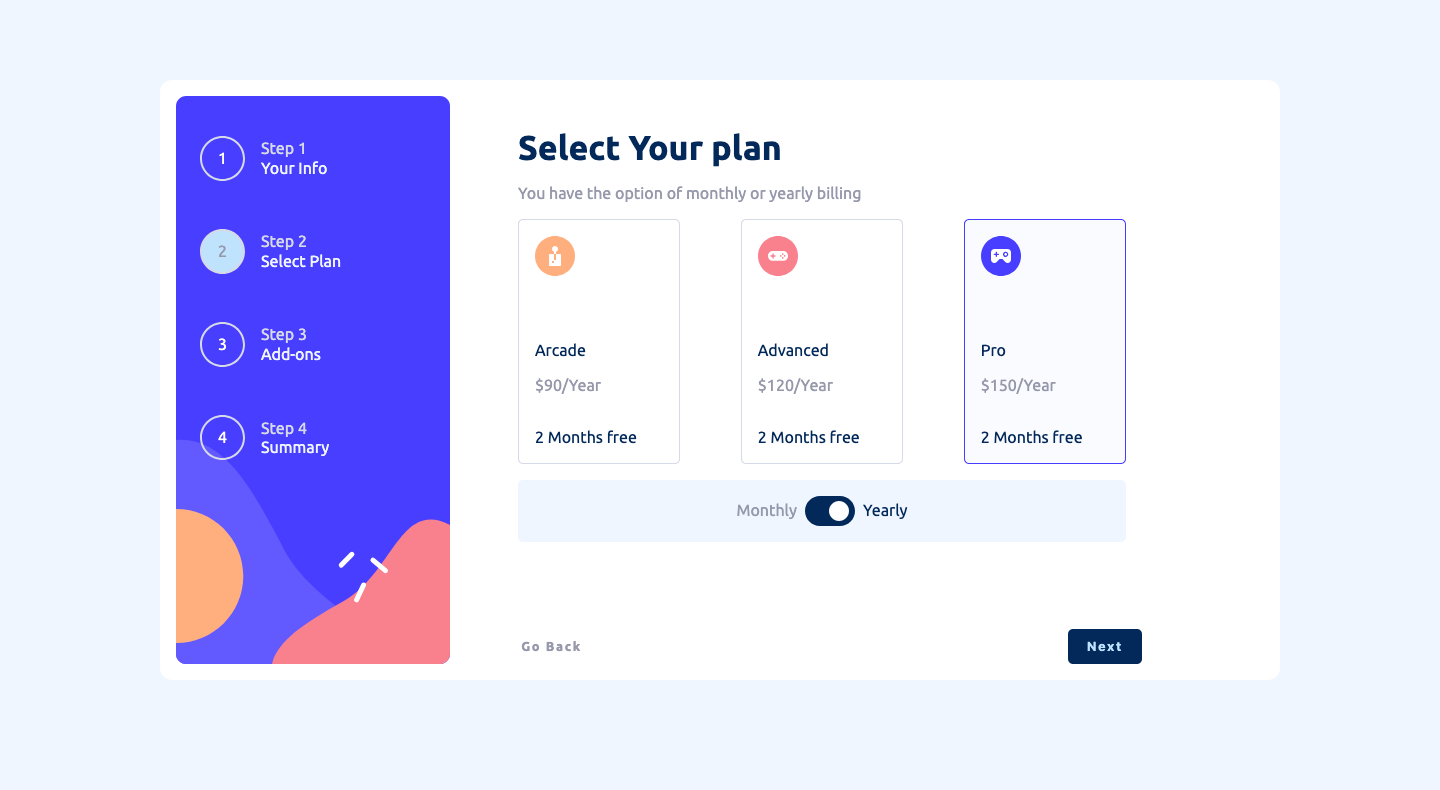 1
Step 1
Your Info
2
Step 2
Select Plan
3
Step 3
Add-ons
4
Step 4
Summary
Select Your plan
You have the option of monthly or yearly billing
Arcade
$90/Year
2 Months free
Advanced
$120/Year
2 Months free
Pro
$150/Year
2 Months free
Monthly
Yearly
Go Back
Next